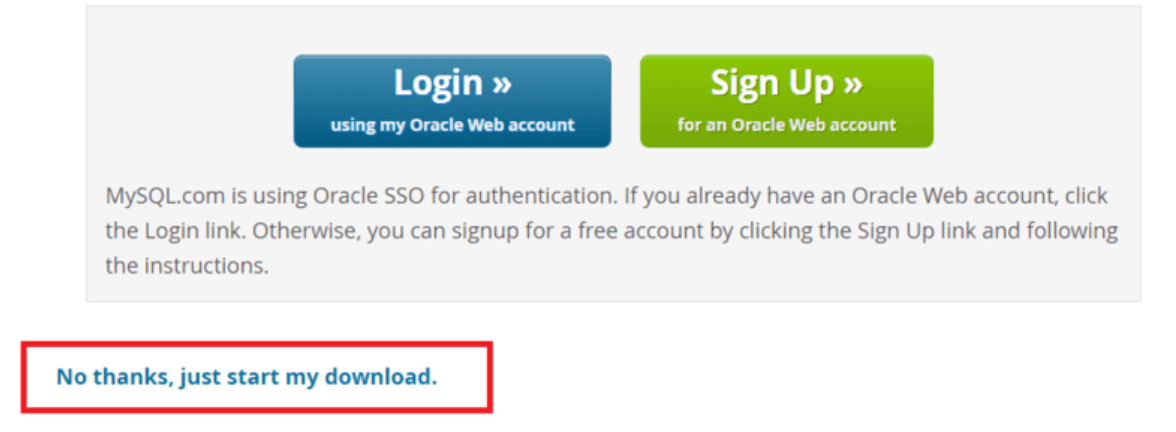 Login »
using my Oracle Web account
Sign Up »
for an Oracle Web account
MySQL.com is using Oracle SSO for authentication. If you already have an Oracle Web account, click
the Login link. Otherwise, you can signup for a free account by clicking the Sign Up link and following
the instructions.
No thanks, just start my download.